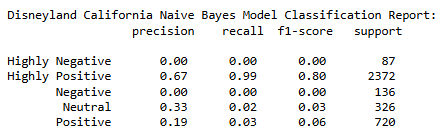 Disneyland California Naive Bayes Model Classification Report:
precision recall f1-score support
Highly Negative 0.00 0.00 0.00 87
Highly Positive 0.67 0.99 0.80 2372
Negative 0.00 0.00 0.00 136
Neutral 0.33 0.02 0.03 326
Positive 0.19 0.03 0.06 720